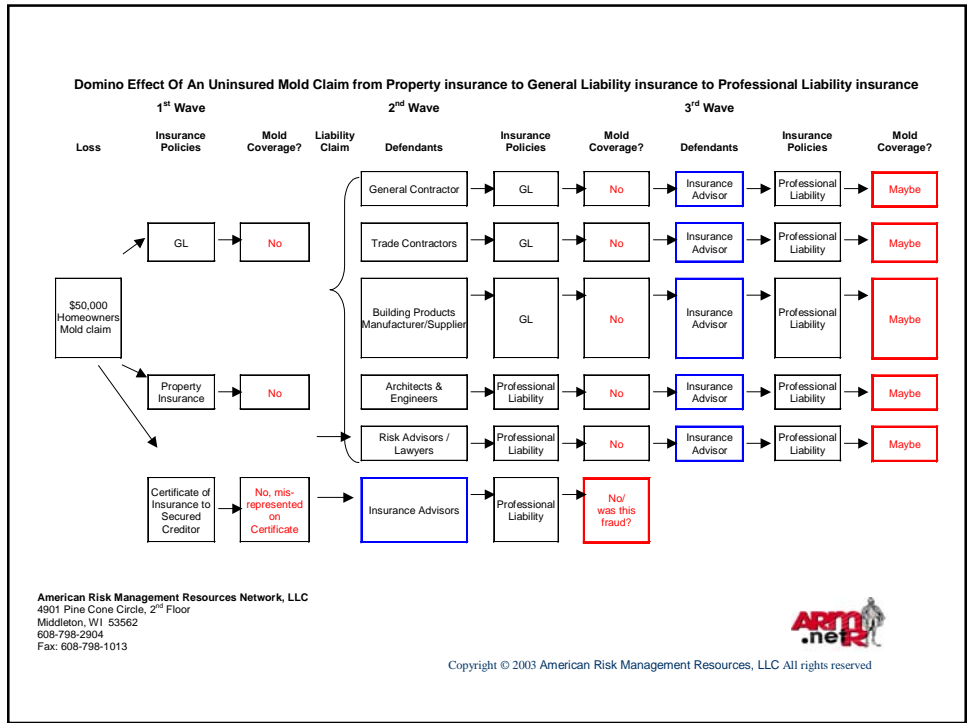 Domino Effect Of An Uninsured Mold Claim from Property insurance to General Liability insurance to Professional Liability insurance
1st Wave
2nd Wave
3rd Wave
Loss
Insurance
Policies
Mold
Coverage?
Liability
Claim
Defendants
Insurance
Policies
Mold
Coverage?
Defendants
Insurance
Policies
Mold
Coverage?
General Contractor
GL
No
Insurance
Advisor
Professional
Liability
Maybe
GL
No
Trade Contractors
GL
No
Insurance
Advisor
Professional
Liability
Maybe
$50,000
Homeowners
Mold claim
Building Products
Manufacturer/Supplier
GL
No
Insurance
Advisor
Professional
Liability
Maybe
Property
Insurance
No
Architects &
Engineers
Professional
Liability
No
Insurance
Advisor
Professional
Liability
Maybe
Risk Advisors /
Lawyers
Professional
Liability
No
Insurance
Advisor
Professional
Liability
Maybe
Certificate of
Insurance to
Secured
Creditor
No, mis-
represented
on
Certificate
Insurance Advisors
Professional
Liability
No/
was this
fraud?
American Risk Management Resources Network, LLC
4901 Pine Cone Circle, 2nd Floor
Middleton, WI 53562
608-798-2904
Fax: 608-798-1013
ARMR
.net
Copyright © 2003 American Risk Management Resources, LLC All rights reserved